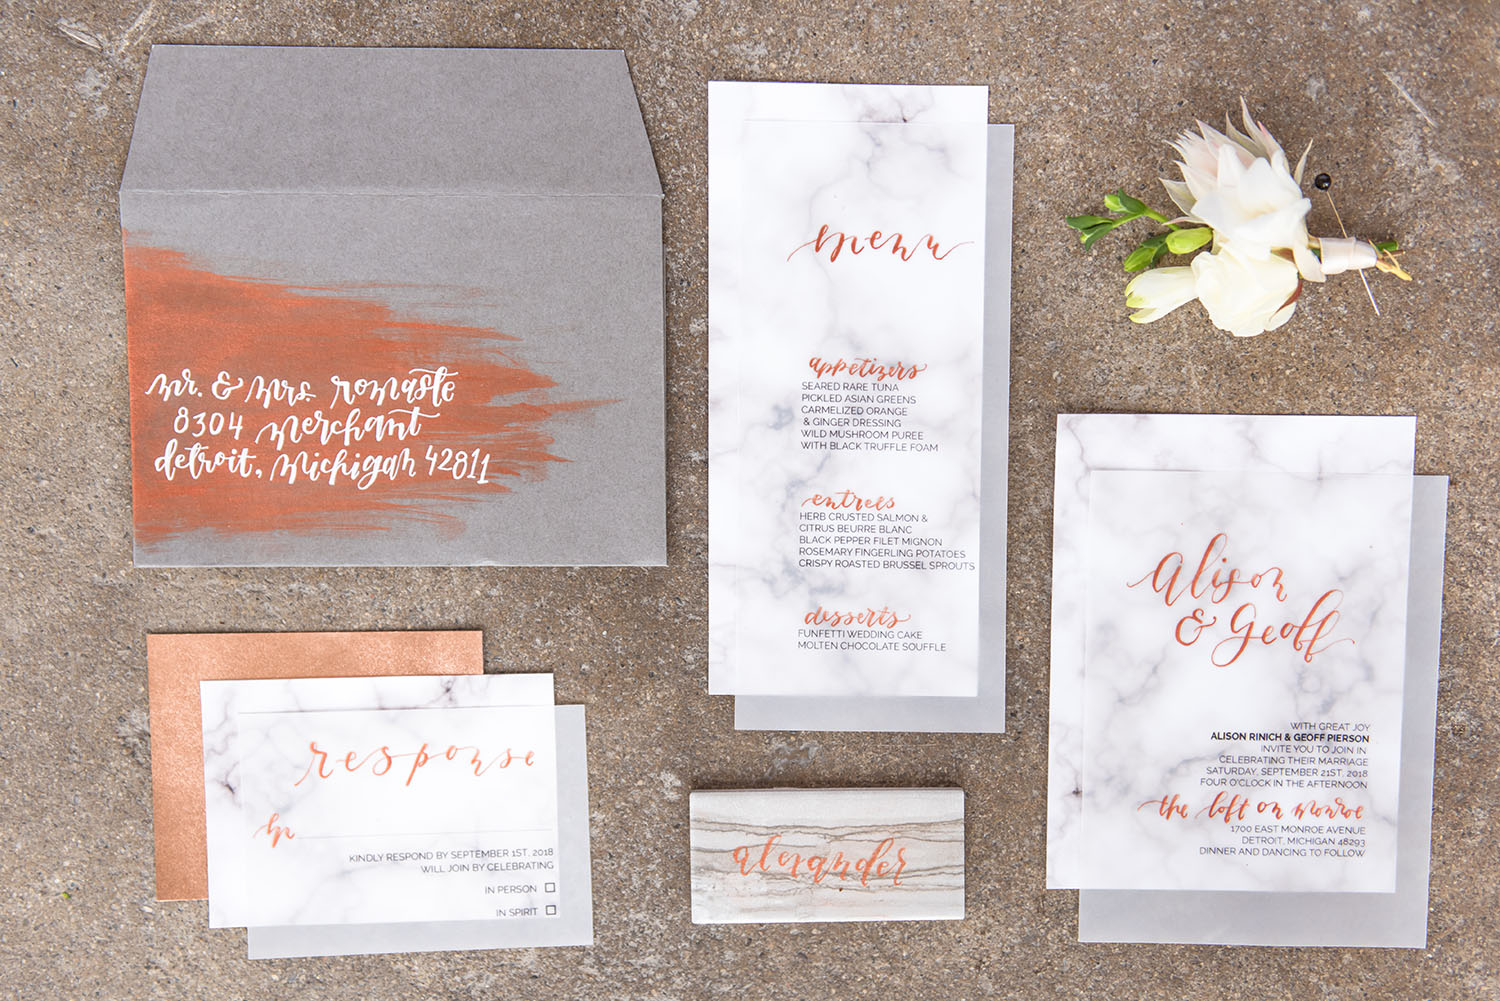 mr. & mrs. romaste
8304 merchant
detroit, michigan 42811
menu
appetizers
SEARED RARE TUNA
PICKLED ASIAN GREENS
CARMELIZED ORANGE
& GINGER DRESSING
WILD MUSHROOM PUREE
WITH BLACK TRUFFLE FOAM
entrees
HERB CRUSTED SALMON &
CITRUS BEURRE BLANC
BLACK PEPPER FILET MIGNON
ROSEMARY FINGERLING POTATOES
CRISPY ROASTED BRUSSEL SPROUTS
desserts
FUNFETTI WEDDING CAKE
MOLTEN CHOCOLATE SOUFFLE
alison
& geoff
WITH GREAT JOY
ALISON RINICH & GEOFF PIERSON
INVITE YOU TO JOIN IN
CELEBRATING THEIR MARRIAGE
SATURDAY, SEPTEMBER 21ST, 2018
FOUR O'CLOCK IN THE AFTERNOON
the loft on monroe
1700 EAST MONROE AVENUE
DETROIT, MICHIGAN 48293
DINNER AND DANCING TO FOLLOW
response
m
KINDLY RESPOND BY SEPTEMBER 1ST, 2018
WILL JOIN BY CELEBRATING
IN PERSON
IN SPIRIT
alexander